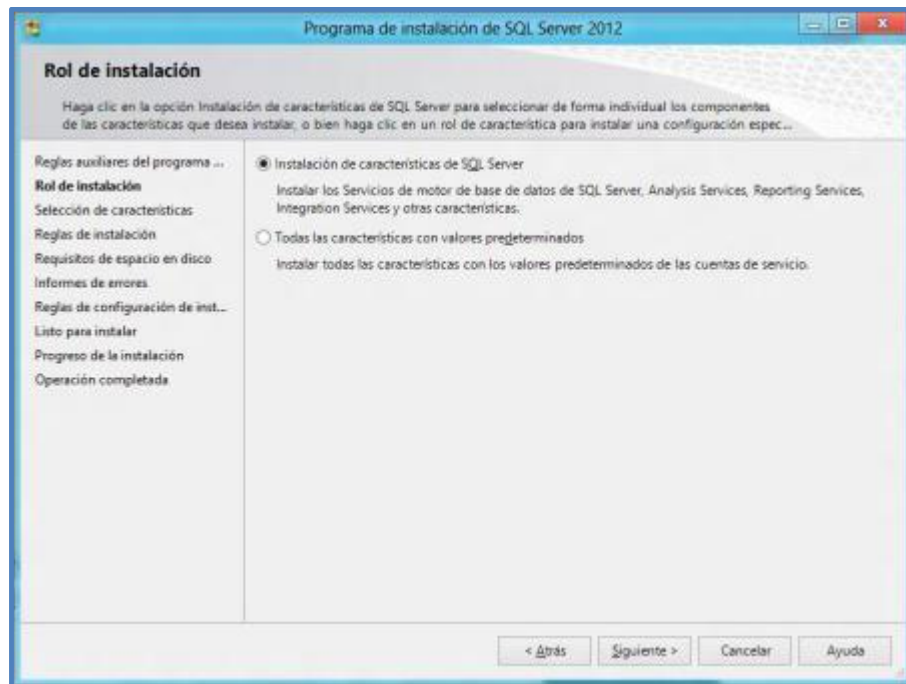 Programa de instalación de SQL Server 2012
Rol de instalación
Haga clic en la opción Instalación de características de SQL Server para seleccionar de forma individual los componentes
de las características que desea instalar, o bien haga clic en un rol de característica para instalar una configuración espec...
Reglas auxiliares del programa ...
Rol de instalación
Selección de características
Reglas de instalación
Requisitos de espacio en disco
Informes de errores
Reglas de configuración de inst...
Listo para instalar
Progreso de la instalación
Operación completada
Instalación de características de SQL Server
Instalar los Servicios de motor de base de datos de SQL Server, Analysis Services, Reporting Services,
Integration Services y otras características.
Todas las características con valores predeterminados
Instalar todas las características con los valores predeterminados de las cuentas de servicio.
< Atrás
Siguiente >
Cancelar
Ayuda